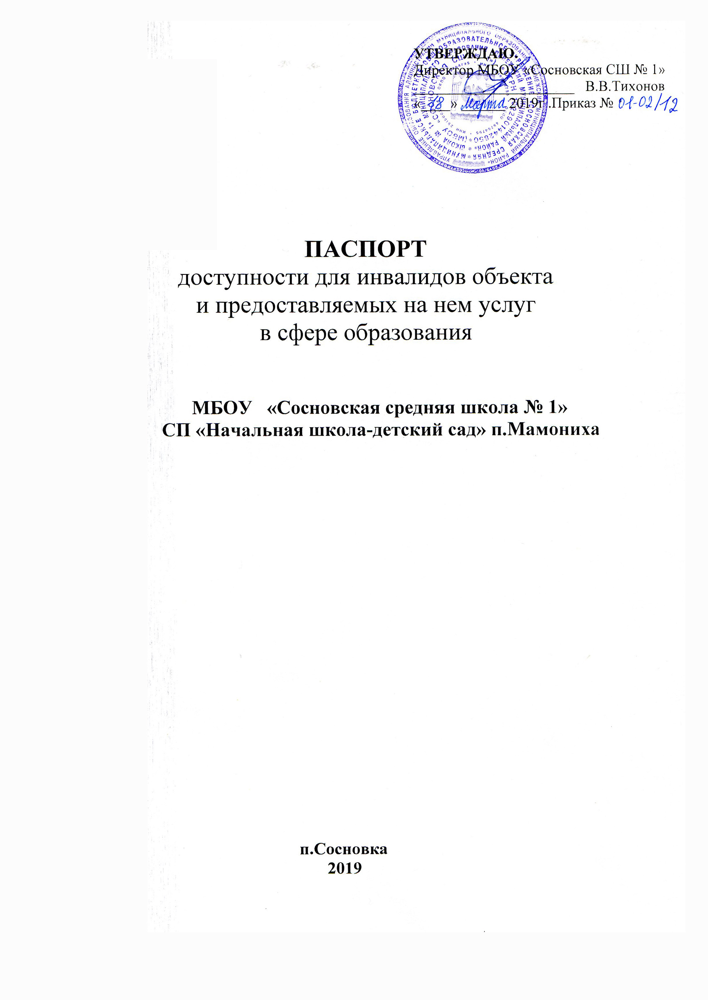 УТВЕРЖДАЮ.
Директор МБОУ «Сосновская СШ № 1»
В.В.Тихонов
« 18 » марта 2019г.Приказ № 01-02/12
ПАСПОРТ
доступности для инвалидов объекта
и предоставляемых на нем услуг
в сфере образования
МБОУ «Сосновская средняя школа № 1»
СП «Начальная школа-детский сад» п.Мамониха
п.Сосновка
2019